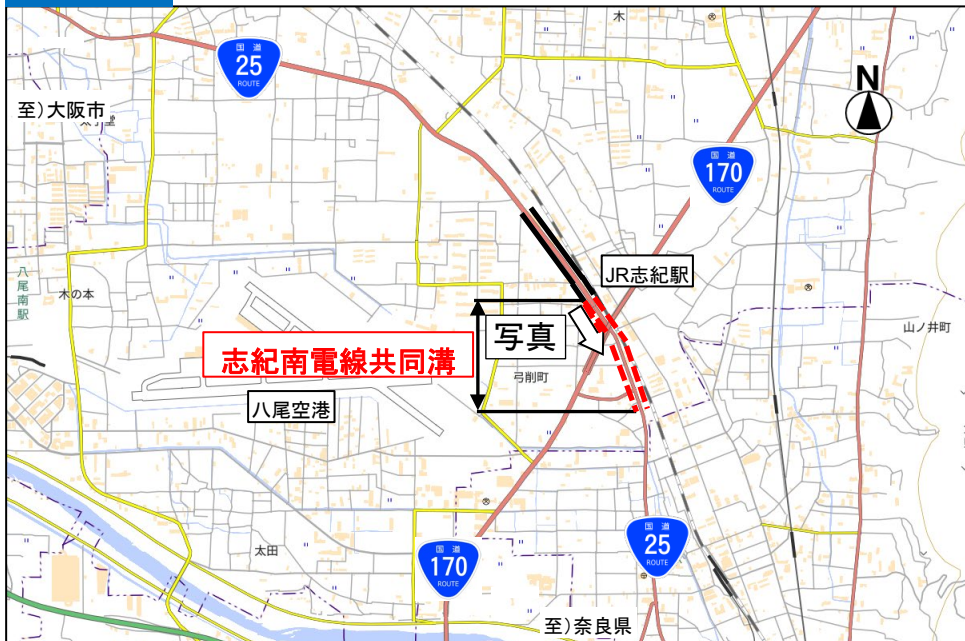 木
国道
25
ROUTE
至)大阪市
N
国道
170
ROUTE
八尾南駅
木の本
JR志紀駅
山ノ井町
写真
志紀南電線共同溝
弓削町
八尾空港
太田
国道
170
ROUTE
国道
25
ROUTE
至)奈良県